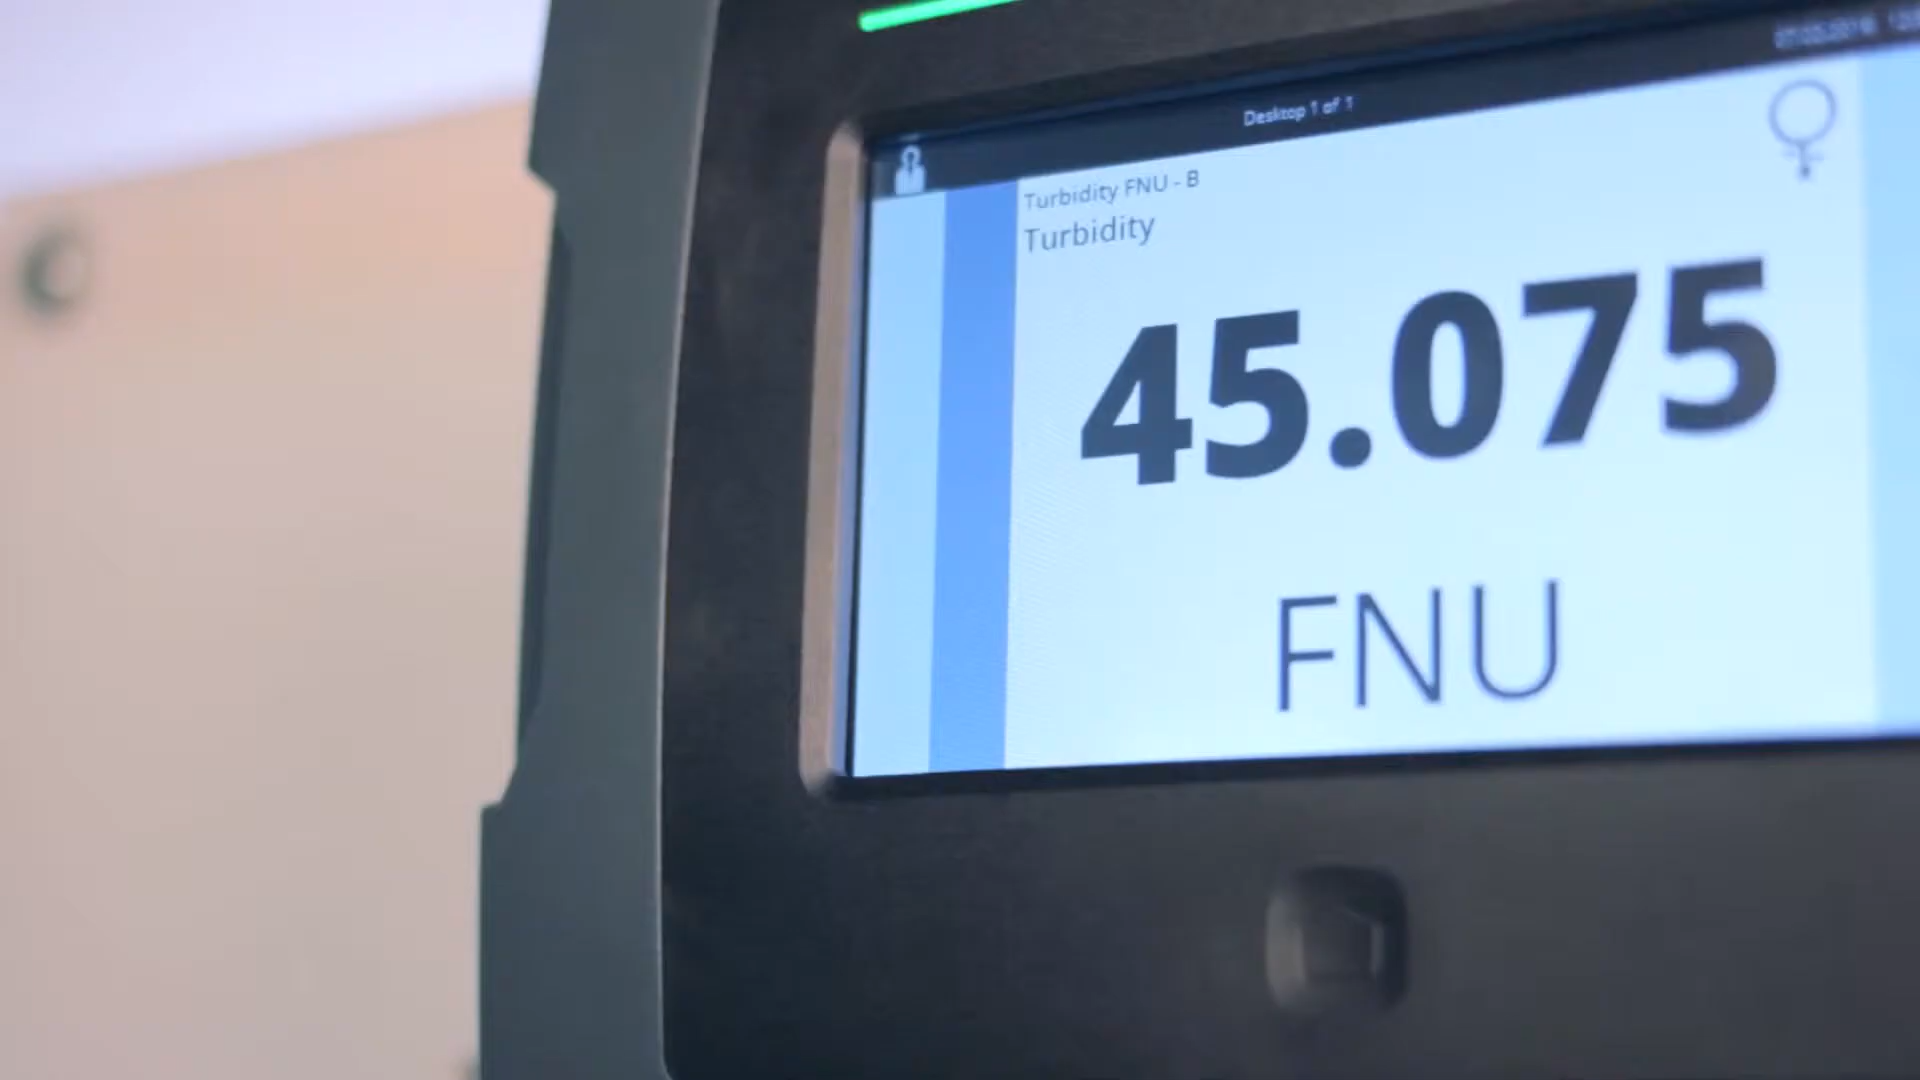 Desktop 1 of 1
Turbidity FNU - B
Turbidity
45.075
FNU